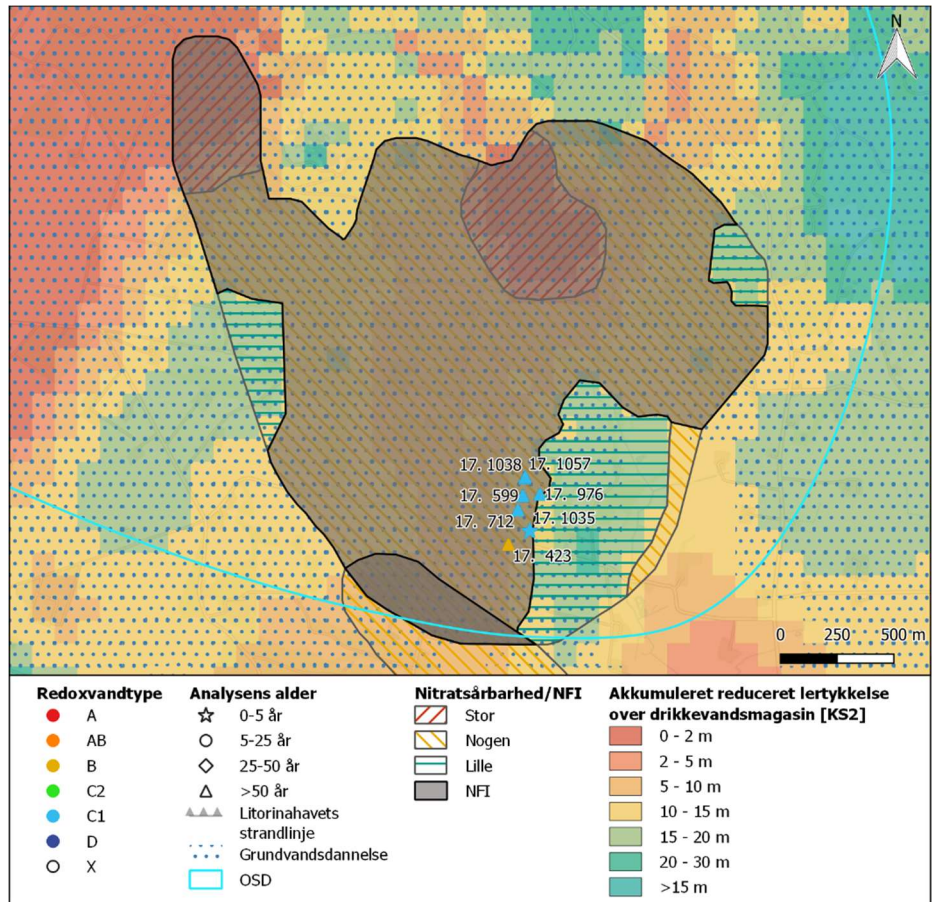 N
17. 1038 17. 1057
17. 599 17. 976
17. 712 17. 1035
17. 423
0 250 500 m
Redoxvandtype
A
AB
B
C2
C1
D
X
Analysens alder
0-5 år
5-25 år
25-50 år
>50 år
Litorinahavets
strandlinje
Grundvandsdannelse
OSD
Nitratsårbarhed/NFI
Stor
Nogen
Lille
NFI
Akkumuleret reduceret lertykkelse
over drikkevandsmagasin [KS2]
0 - 2 m
2 - 5 m
5 - 10 m
10 - 15 m
15 - 20 m
20 - 30 m
>15 m